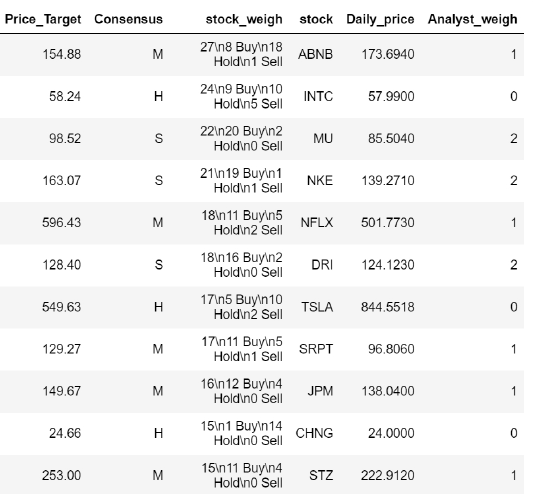 Price_Target Consensus stock_weigh stock Daily_price Analyst_weigh
154.88 M 27\n8 Buy\n18 ABNB 173.6940 1
Hold\n1 Sell
58.24 H 24\n9 Buy\n10 INTC 57.9900 0
Hold\n5 Sell
98.52 S 22\n20 Buy\n2 MU 85.5040 2
Hold\n0 Sell
163.07 S 21\n19 Buy\n1 NKE 139.2710 2
Hold\n1 Sell
596.43 M 18\n11 Buy\n5 NFLX 501.7730 1
Hold\n2 Sell
128.40 S 18\n16 Buy\n2 DRI 124.1230 2
Hold\n0 Sell
549.63 H 17\n5 Buy\n10 TSLA 844.5518 0
Hold\n2 Sell
129.27 M 17\n11 Buy\n5 SRPT 96.8060 1
Hold\n1 Sell
149.67 M 16\n12 Buy\n4 JPM 138.0400 1
Hold\n0 Sell
24.66 H 15\n1 Buy\n14 CHNG 24.0000 0
Hold\n0 Sell
253.00 M 15\n11 Buy\n4 STZ 222.9120 1
Hold\n0 Sell